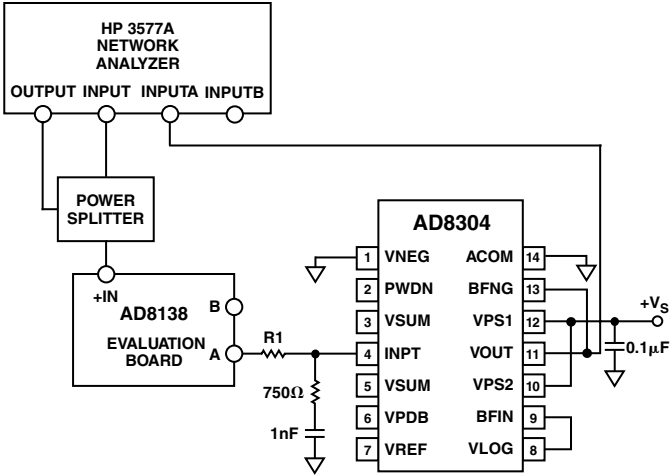 HP 3577A
NETWORK
ANALYZER
OUTPUT INPUT INPUTA INPUTB
POWER
SPLITTER
+IN
AD8138
EVALUATION
BOARD
B
A
R1
750Ω
1nF
AD8304
1 VNEG ACOM 14
2 PWDN BFNG 13
3 VSUM VPS1 12
4 INPT VOUT 11
5 VSUM VPS2 10
6 VPDB BFIN 9
7 VREF VLOG 8
+VS
0.1μF